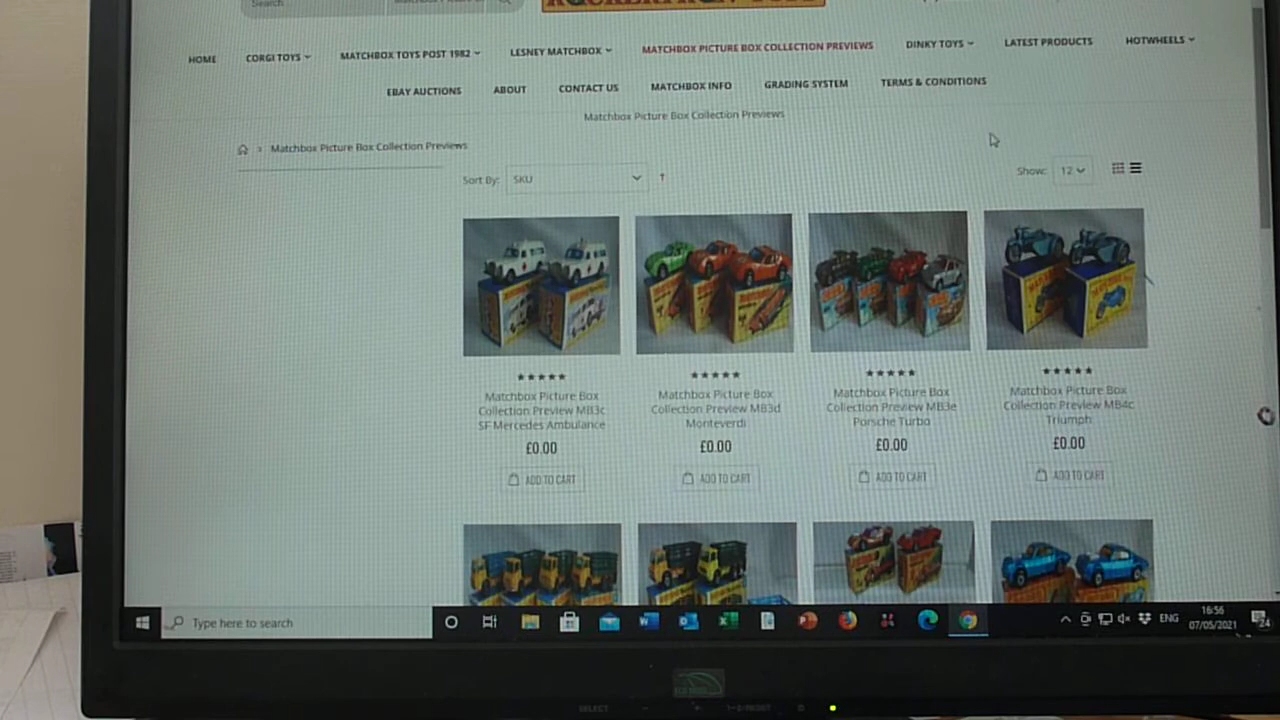 Search
HOME
CORGI TOYS
MATCHBOX TOYS POST 1982
LESNEY MATCHBOX
MATCHBOX PICTURE BOX COLLECTION PREVIEWS
DINKY TOYS
LATEST PRODUCTS
HOTWHEELS
EBAY AUCTIONS
ABOUT
CONTACT US
MATCHBOX INFO
GRADING SYSTEM
TERMS & CONDITIONS
Matchbox Picture Box Collection Previews
Matchbox Picture Box Collection Previews
Sort By: SKU
Show: 12
Matchbox Picture Box
Collection Preview MB3c
SF Mercedes Ambulance
£0.00
ADD TO CART
Matchbox Picture Box
Collection Preview MB3d
Monteverdi
£0.00
ADD TO CART
Matchbox Picture Box
Collection Preview MB3e
Porsche Turbo
£0.00
ADD TO CART
Matchbox Picture Box
Collection Preview MB4c
Triumph
£0.00
ADD TO CART
Type here to search
ENG
16:56
07/05/2021
24
SELECT